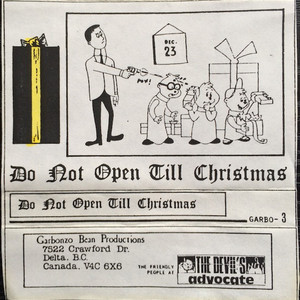 DEC.
23
POW!
Do Not Open Till Christmas
Do Not Open Till Christmas
GARBO-3
Garbonzo Bean Productions
7522 Crawford Dr.
Delta. B.C.
Canada. V4C 6X6
THE FRIENDLY
PEOPLE AT
THE DEVIL'S
advocate